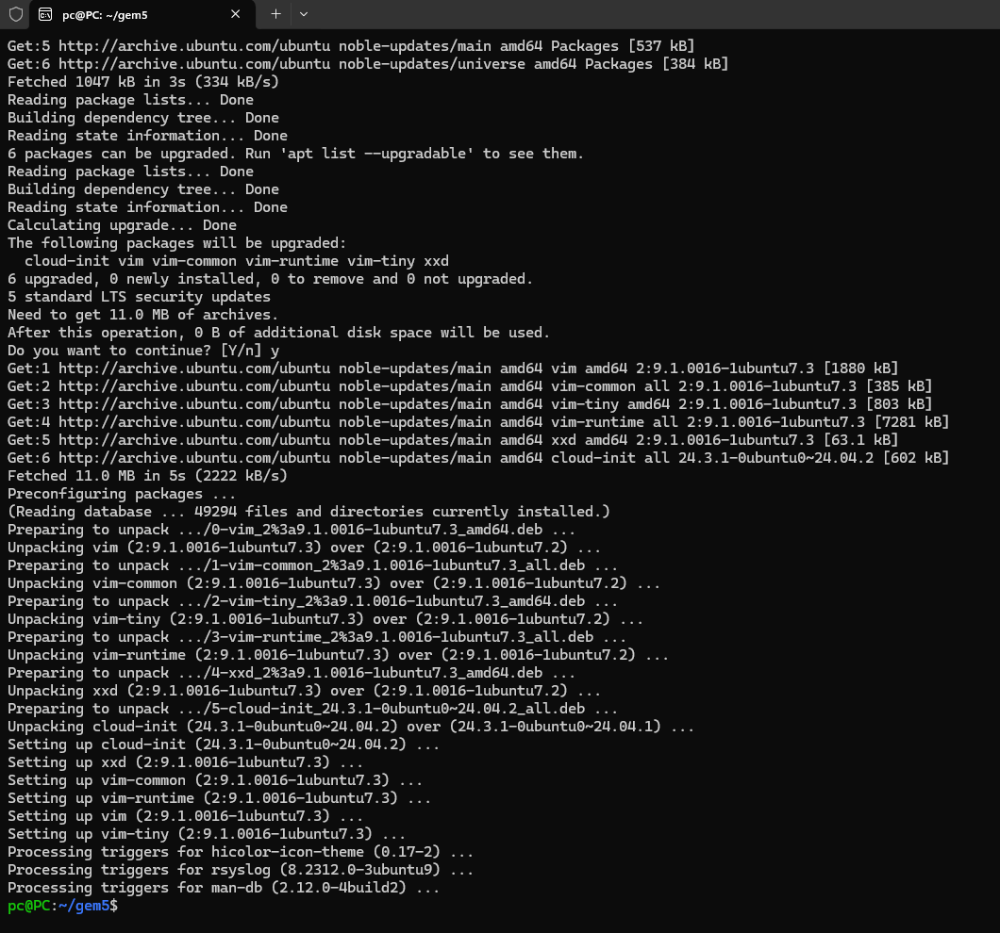 pc@PC: ~/gem5
Get:5 http://archive.ubuntu.com/ubuntu noble-updates/main amd64 Packages [537 kB]
Get:6 http://archive.ubuntu.com/ubuntu noble-updates/universe amd64 Packages [384 kB]
Fetched 1047 kB in 3s (334 kB/s)
Reading package lists... Done
Building dependency tree... Done
Reading state information... Done
6 packages can be upgraded. Run 'apt list --upgradable' to see them.
Reading package lists... Done
Building dependency tree... Done
Reading state information... Done
Calculating upgrade... Done
The following packages will be upgraded:
  cloud-init vim vim-common vim-runtime vim-tiny xxd
6 upgraded, 0 newly installed, 0 to remove and 0 not upgraded.
5 standard LTS security updates
Need to get 11.0 MB of archives.
After this operation, 0 B of additional disk space will be used.
Do you want to continue? [Y/n] y
Get:1 http://archive.ubuntu.com/ubuntu noble-updates/main amd64 vim amd64 2:9.1.0016-1ubuntu7.3 [1880 kB]
Get:2 http://archive.ubuntu.com/ubuntu noble-updates/main amd64 vim-common all 2:9.1.0016-1ubuntu7.3 [385 kB]
Get:3 http://archive.ubuntu.com/ubuntu noble-updates/main amd64 vim-tiny amd64 2:9.1.0016-1ubuntu7.3 [803 kB]
Get:4 http://archive.ubuntu.com/ubuntu noble-updates/main amd64 vim-runtime all 2:9.1.0016-1ubuntu7.3 [7281 kB]
Get:5 http://archive.ubuntu.com/ubuntu noble-updates/main amd64 xxd amd64 2:9.1.0016-1ubuntu7.3 [63.1 kB]
Get:6 http://archive.ubuntu.com/ubuntu noble-updates/main amd64 cloud-init all 24.3.1-0ubuntu0~24.04.2 [602 kB]
Fetched 11.0 MB in 5s (2222 kB/s)
Preconfiguring packages ...
(Reading database ... 49294 files and directories currently installed.)
Preparing to unpack .../0-vim_2%3a9.1.0016-1ubuntu7.3_amd64.deb ...
Unpacking vim (2:9.1.0016-1ubuntu7.3) over (2:9.1.0016-1ubuntu7.2) ...
Preparing to unpack .../1-vim-common_2%3a9.1.0016-1ubuntu7.3_all.deb ...
Unpacking vim-common (2:9.1.0016-1ubuntu7.3) over (2:9.1.0016-1ubuntu7.2) ...
Preparing to unpack .../2-vim-tiny_2%3a9.1.0016-1ubuntu7.3_amd64.deb ...
Unpacking vim-tiny (2:9.1.0016-1ubuntu7.3) over (2:9.1.0016-1ubuntu7.2) ...
Preparing to unpack .../3-vim-runtime_2%3a9.1.0016-1ubuntu7.3_all.deb ...
Unpacking vim-runtime (2:9.1.0016-1ubuntu7.3) over (2:9.1.0016-1ubuntu7.2) ...
Preparing to unpack .../4-xxd_2%3a9.1.0016-1ubuntu7.3_amd64.deb ...
Unpacking xxd (2:9.1.0016-1ubuntu7.3) over (2:9.1.0016-1ubuntu7.2) ...
Preparing to unpack .../5-cloud-init_24.3.1-0ubuntu0~24.04.2_all.deb ...
Unpacking cloud-init (24.3.1-0ubuntu0~24.04.2) over (24.3.1-0ubuntu0~24.04.1) ...
Setting up cloud-init (24.3.1-0ubuntu0~24.04.2) ...
Setting up xxd (2:9.1.0016-1ubuntu7.3) ...
Setting up vim-common (2:9.1.0016-1ubuntu7.3) ...
Setting up vim-runtime (2:9.1.0016-1ubuntu7.3) ...
Setting up vim (2:9.1.0016-1ubuntu7.3) ...
Setting up vim-tiny (2:9.1.0016-1ubuntu7.3) ...
Processing triggers for hicolor-icon-theme (0.17-2) ...
Processing triggers for rsyslog (8.2312.0-3ubuntu9) ...
Processing triggers for man-db (2.12.0-4build2) ...
pc@PC:~/gem5$